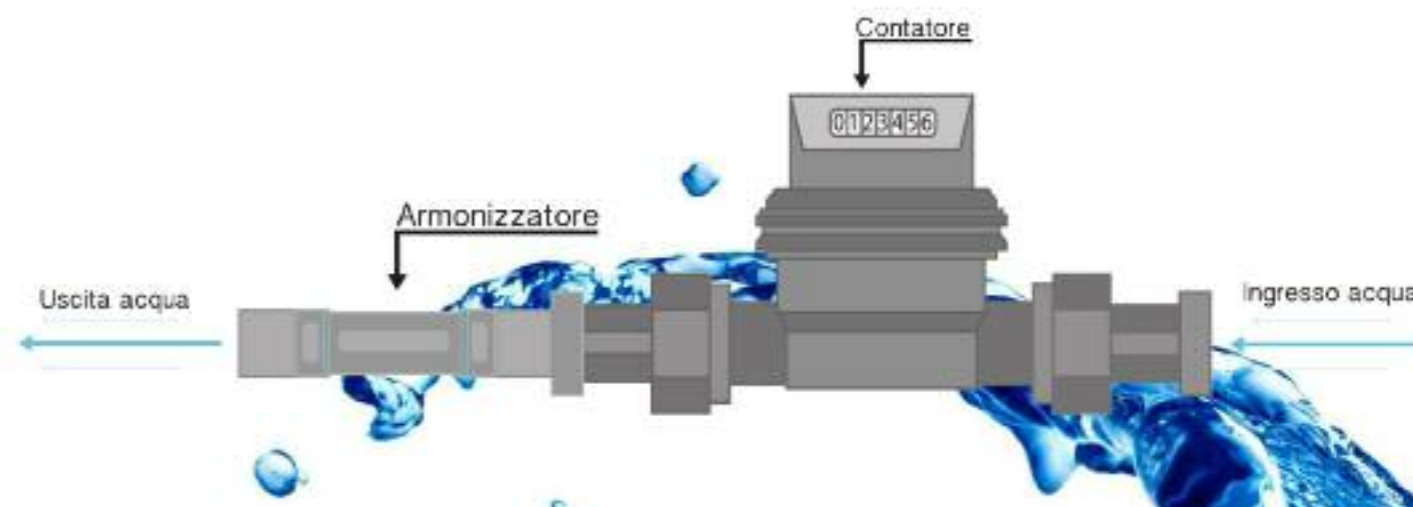 Contatore
0123456
Armonizzatore
Uscita acqua
Ingresso acqua